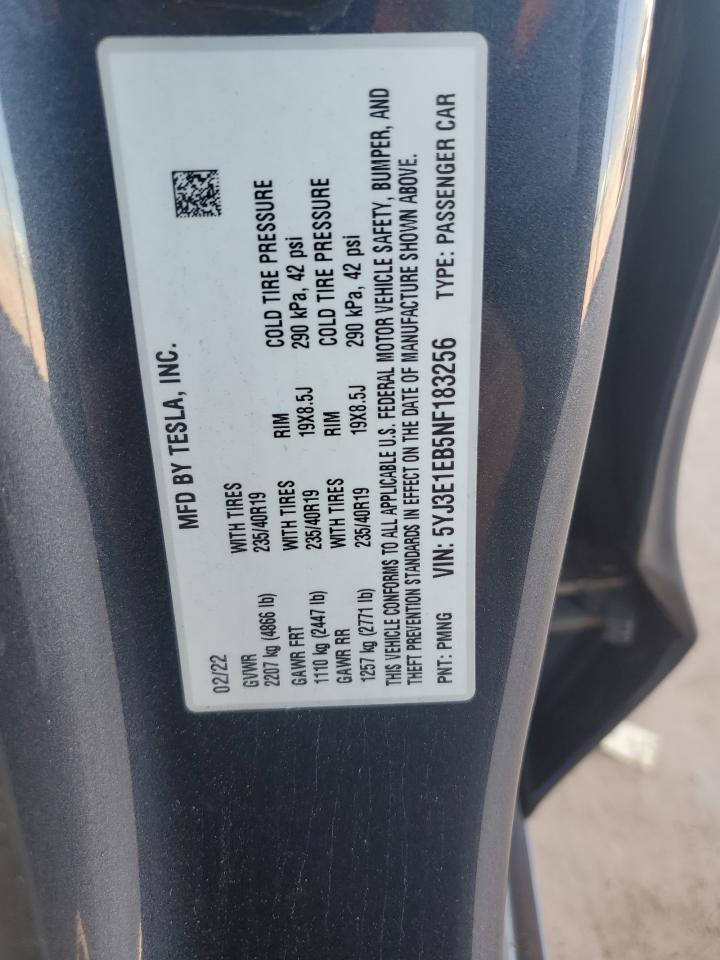 MFD BY TESLA, INC.
02/22
GVWR WITH TIRES RIM COLD TIRE PRESSURE
2207 kg (4866 lb) 235/40R19 19X8.5J 290 kPa, 42 psi
GAWR FRT WITH TIRES RIM COLD TIRE PRESSURE
1110 kg (2447 lb) 235/40R19 19X8.5J 290 kPa, 42 psi
GAWR RR WITH TIRES
1257 kg (2771 lb) 235/40R19
THIS VEHICLE CONFORMS TO ALL APPLICABLE U.S. FEDERAL MOTOR VEHICLE SAFETY, BUMPER, AND
THEFT PREVENTION STANDARDS IN EFFECT ON THE DATE OF MANUFACTURE SHOWN ABOVE.
PNT: PMNG VIN: 5YJ3E1EB5NF183256 TYPE: PASSENGER CAR